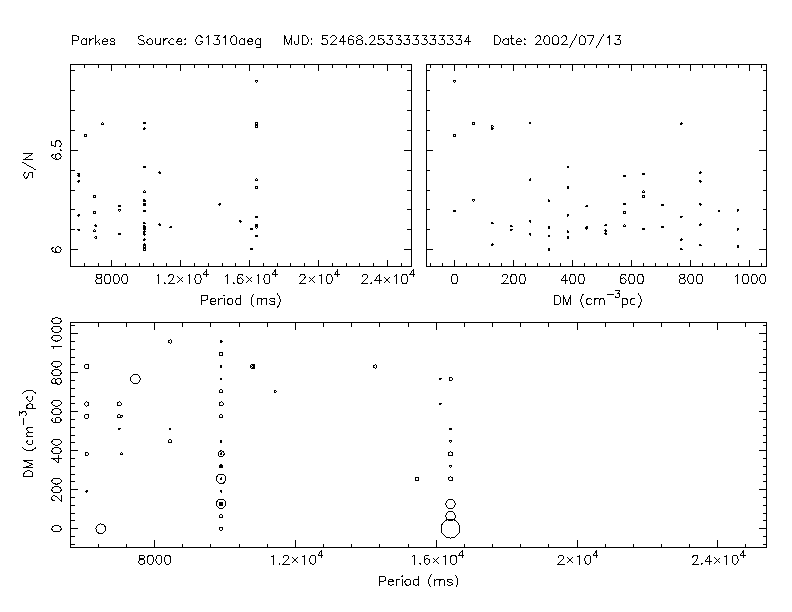 Parkes Source: G1310aeg MJD: 52468.253333333334 Date: 2002/07/13
S/N
6.5
6
8000 1.2×10⁴ 1.6×10⁴ 2×10⁴ 2.4×10⁴
Period (ms)
0 200 400 600 800 1000
DM (cm⁻³pc)
DM (cm⁻³pc)
1000
800
600
400
200
0
8000 1.2×10⁴ 1.6×10⁴ 2×10⁴ 2.4×10⁴
Period (ms)